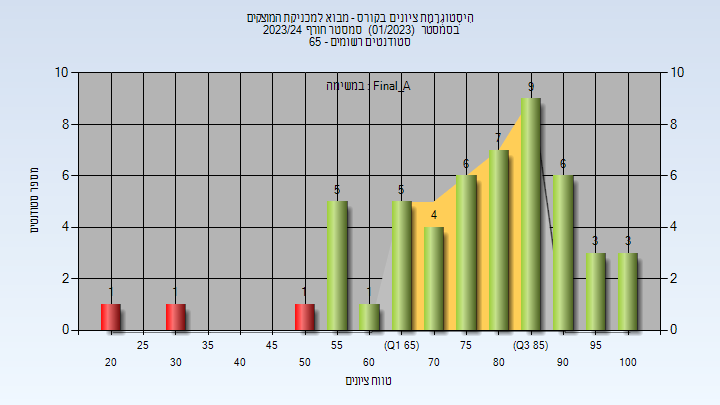 הִיסְטוֹגְרָמַת ציונים בקורס - מבוא למכניקת המוצקים
בסמסטר (01/2023) סמסטר חורף 2023/24
סטודנטים רשומים - 65
במשימה : Final_A
מספר סטודנטים
10 10
8 8
6 6
4 4
2 2
0 0
1 1 1 5 1 5 4 6 7 9 6 3 3
25 35 45 55 (Q1 65) 75 (Q3 85) 95
20 30 40 50 60 70 80 90 100
טווח ציונים